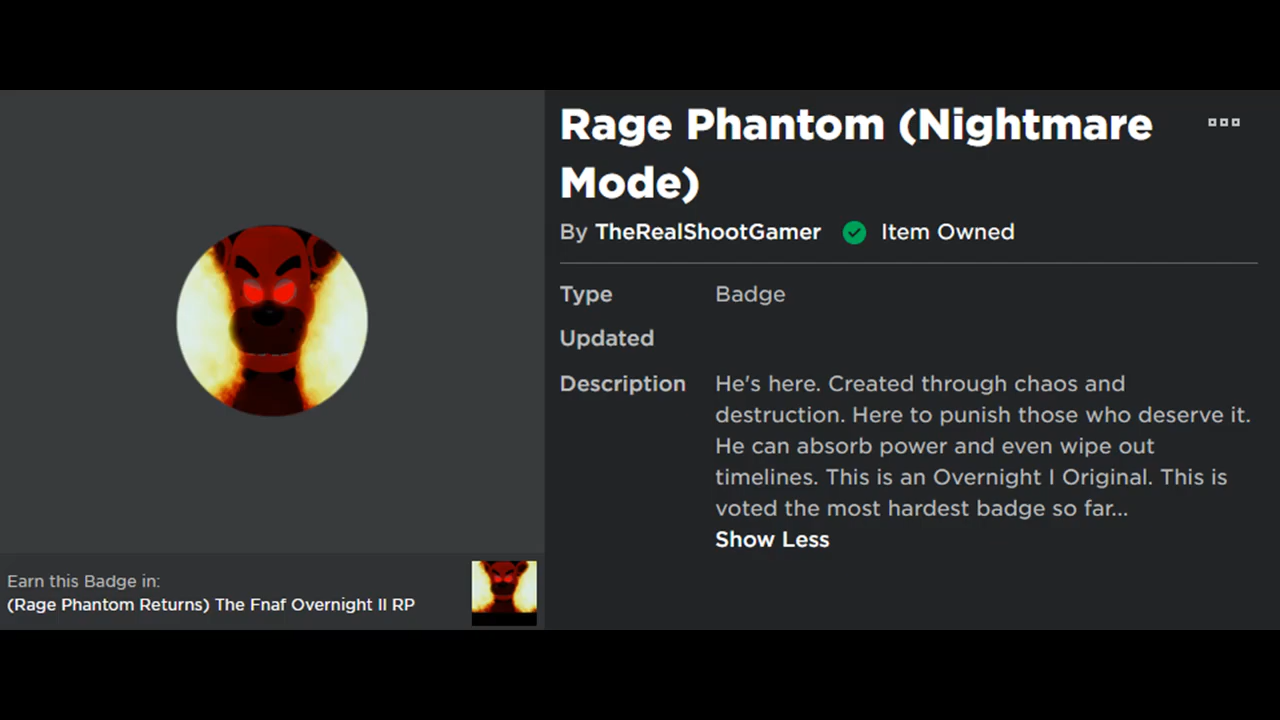 Rage Phantom (Nightmare
Mode)
By TheRealShootGamer Item Owned
Type Badge
Updated
Description He's here. Created through chaos and
destruction. Here to punish those who deserve it.
He can absorb power and even wipe out
timelines. This is an Overnight I Original. This is
voted the most hardest badge so far...
Show Less
Earn this Badge in:
(Rage Phantom Returns) The Fnaf Overnight II RP